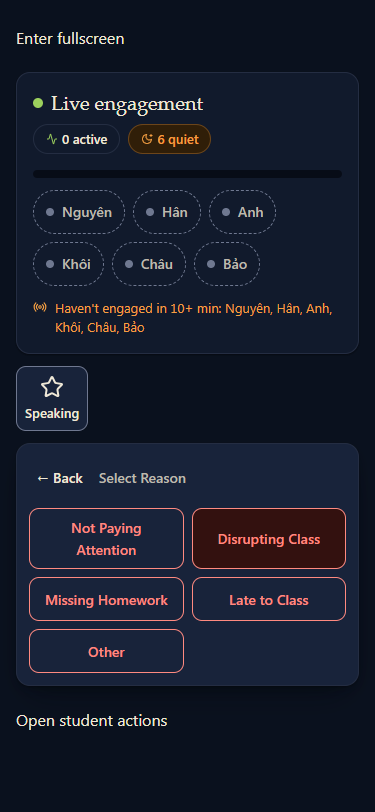 Enter fullscreen
Live engagement
0 active
6 quiet
Nguyên
Hân
Anh
Khôi
Châu
Bảo
Haven't engaged in 10+ min: Nguyên, Hân, Anh,
Khôi, Châu, Bảo
Speaking
← Back
Select Reason
Not Paying
Attention
Disrupting Class
Missing Homework
Late to Class
Other
Open student actions